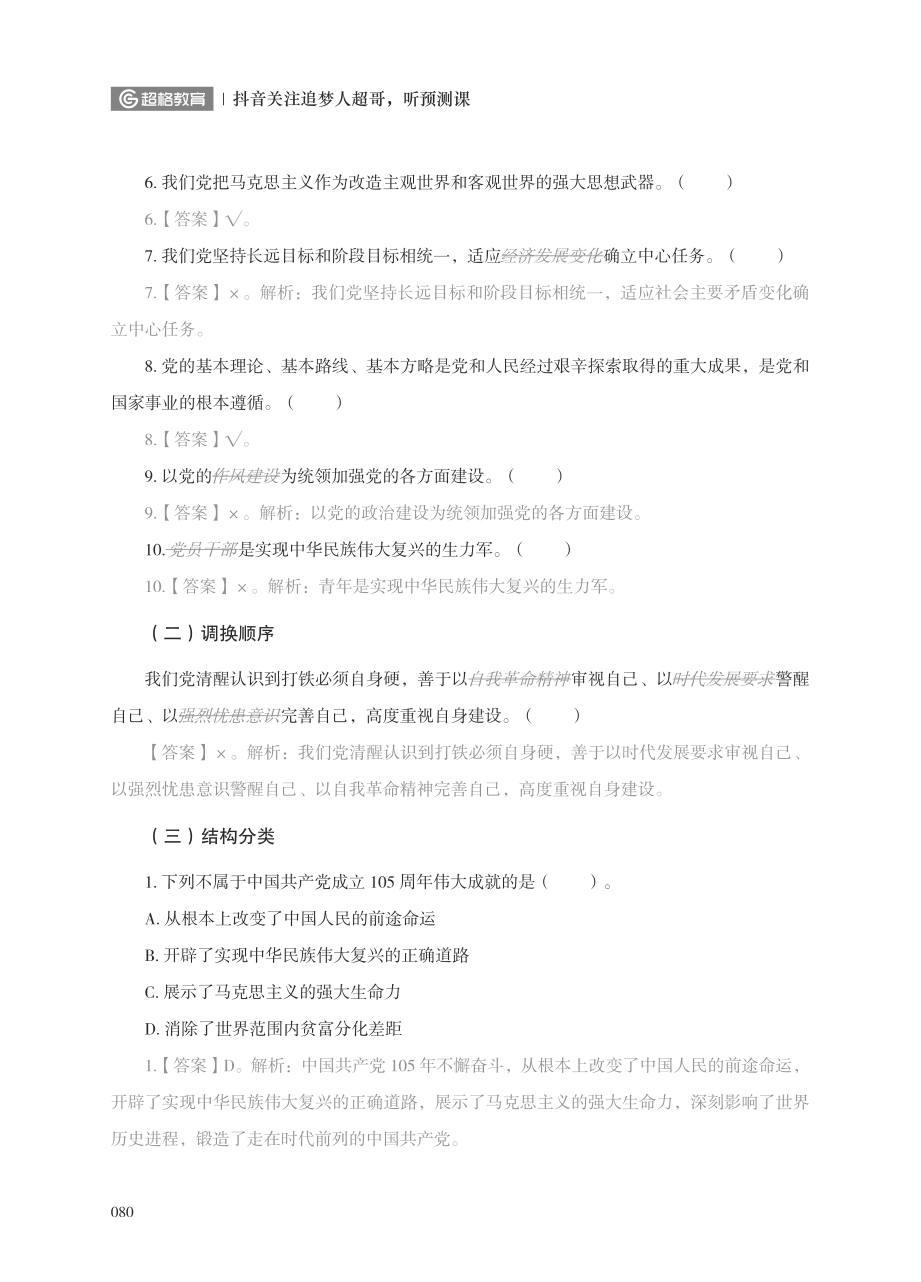 超格教育 | 抖音关注追梦人超哥，听预测课
6. 我们党把马克思主义作为改造主观世界和客观世界的强大思想武器。（　　）
6.【答案】√。
7. 我们党坚持长远目标和阶段目标相统一，适应经济发展变化确立中心任务。（　　）
7.【答案】×。解析：我们党坚持长远目标和阶段目标相统一，适应社会主要矛盾变化确
立中心任务。
8. 党的基本理论、基本路线、基本方略是党和人民经过艰辛探索取得的重大成果，是党和
国家事业的根本遵循。（　　）
8.【答案】√。
9. 以党的作风建设为统领加强党的各方面建设。（　　）
9.【答案】×。解析：以党的政治建设为统领加强党的各方面建设。
10. 党员干部是实现中华民族伟大复兴的生力军。（　　）
10.【答案】×。解析：青年是实现中华民族伟大复兴的生力军。
（二）调换顺序
我们党清醒认识到打铁必须自身硬，善于以自我革命精神审视自己、以时代发展要求警醒
自己、以强烈忧患意识完善自己，高度重视自身建设。（　　）
【答案】×。解析：我们党清醒认识到打铁必须自身硬，善于以时代发展要求审视自己、
以强烈忧患意识警醒自己、以自我革命精神完善自己，高度重视自身建设。
（三）结构分类
1. 下列不属于中国共产党成立 105 周年伟大成就的是（　　）。
A. 从根本上改变了中国人民的前途命运
B. 开辟了实现中华民族伟大复兴的正确道路
C. 展示了马克思主义的强大生命力
D. 消除了世界范围内贫富分化差距
1.【答案】D。解析：中国共产党 105 年不懈奋斗，从根本上改变了中国人民的前途命运，
开辟了实现中华民族伟大复兴的正确道路，展示了马克思主义的强大生命力，深刻影响了世界
历史进程，锻造了走在时代前列的中国共产党。
080